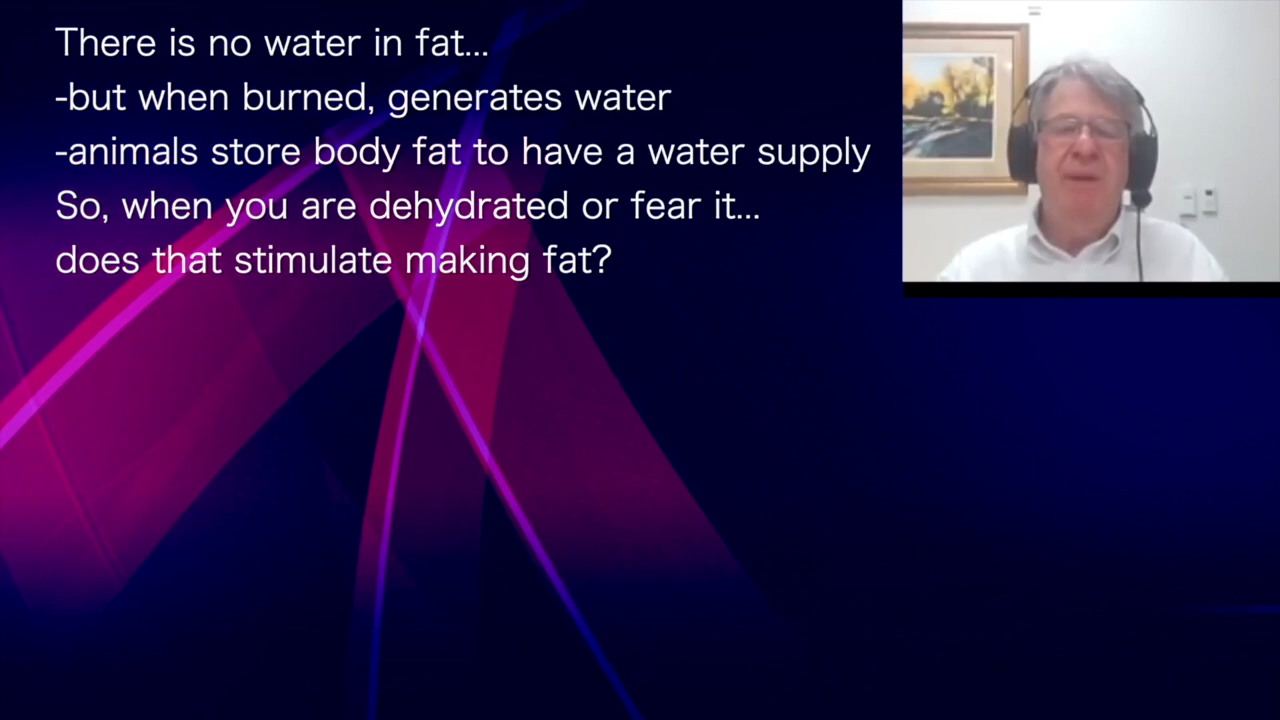 There is no water in fat...
-but when burned, generates water
-animals store body fat to have a water supply
So, when you are dehydrated or fear it...
does that stimulate making fat?